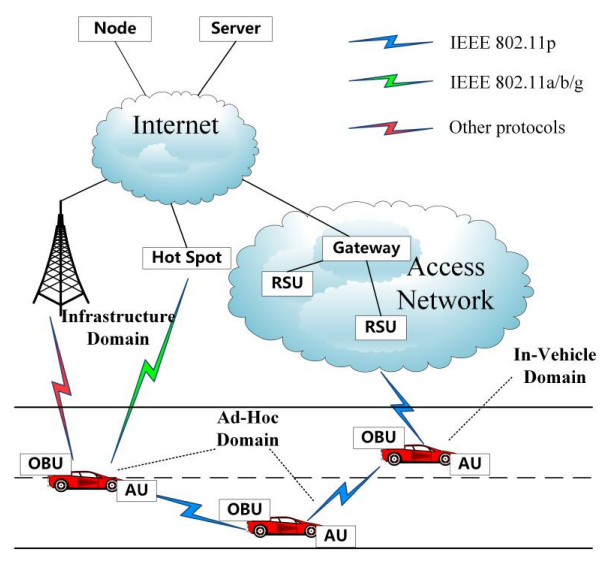 Node
Server
IEEE 802.11p
IEEE 802.11a/b/g
Other protocols
Internet
Hot Spot
Gateway
RSU
RSU
Access
Network
Infrastructure
Domain
In-Vehicle
Domain
Ad-Hoc
Domain
OBU
AU
OBU
AU
OBU
AU